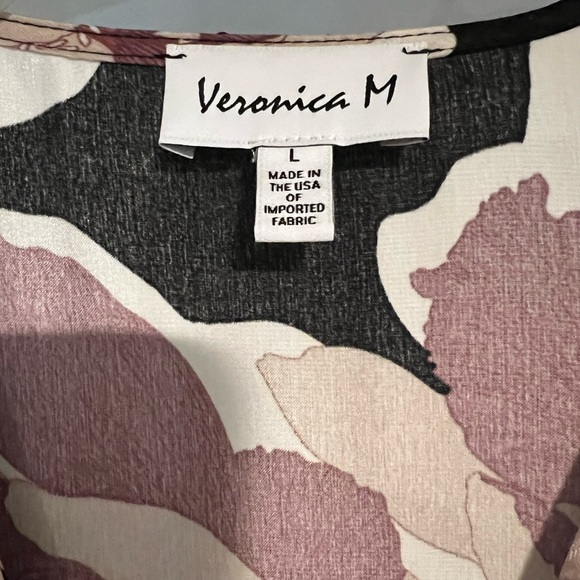 Veronica M
L
MADE IN
THE USA
OF
IMPORTED
FABRIC